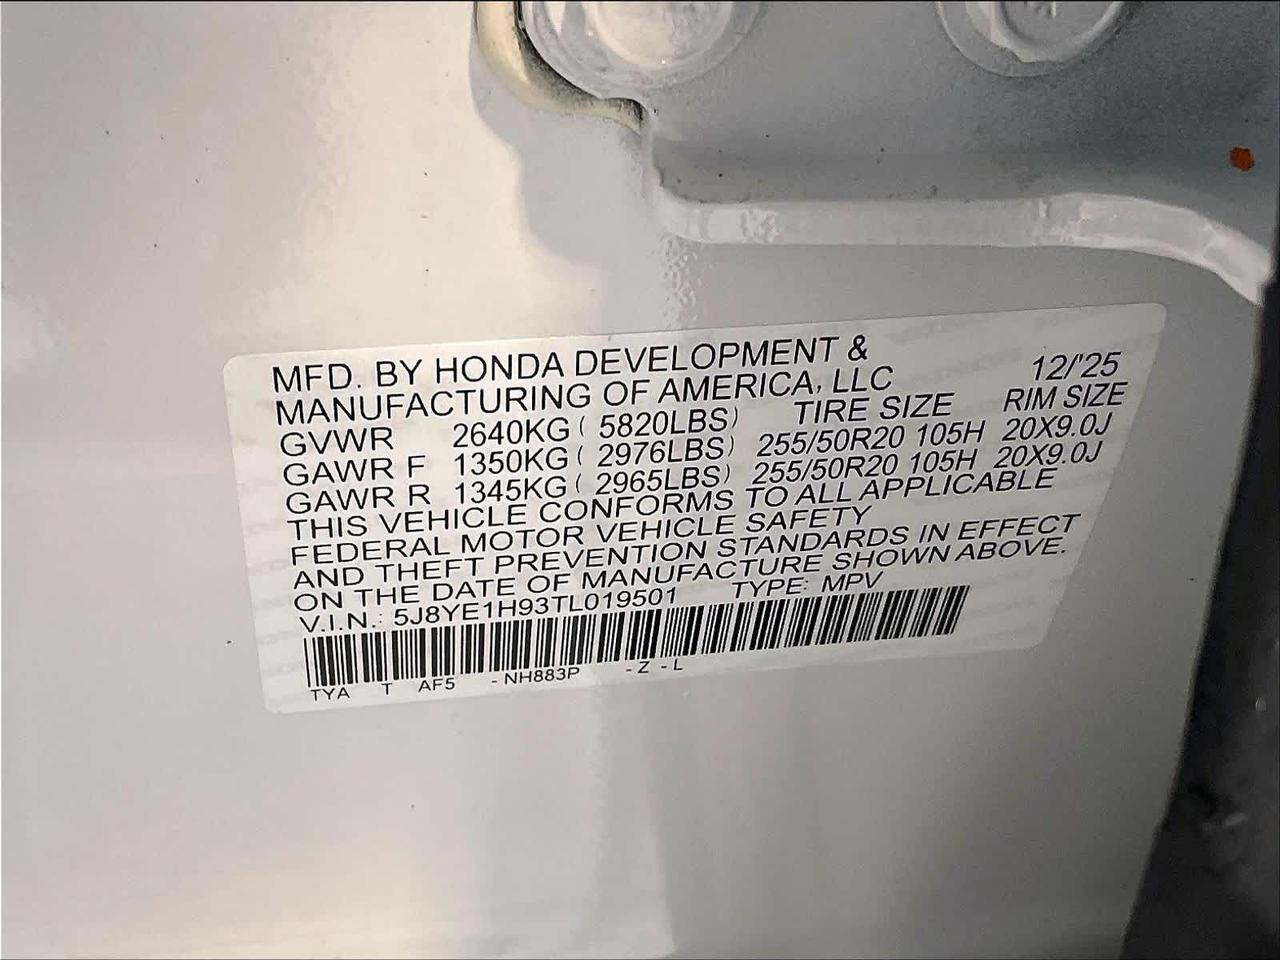 MFD. BY HONDA DEVELOPMENT &
MANUFACTURING OF AMERICA, LLC 12/'25
GVWR 2640KG ( 5820LBS) TIRE SIZE RIM SIZE
GAWR F 1350KG ( 2976LBS) 255/50R20 105H 20X9.0J
GAWR R 1345KG ( 2965LBS) 255/50R20 105H 20X9.0J
THIS VEHICLE CONFORMS TO ALL APPLICABLE
FEDERAL MOTOR VEHICLE SAFETY
AND THEFT PREVENTION STANDARDS IN EFFECT
ON THE DATE OF MANUFACTURE SHOWN ABOVE.
V.I.N.: 5J8YE1H93TL019501 TYPE: MPV
TYA T AF5 - NH883P - Z - L